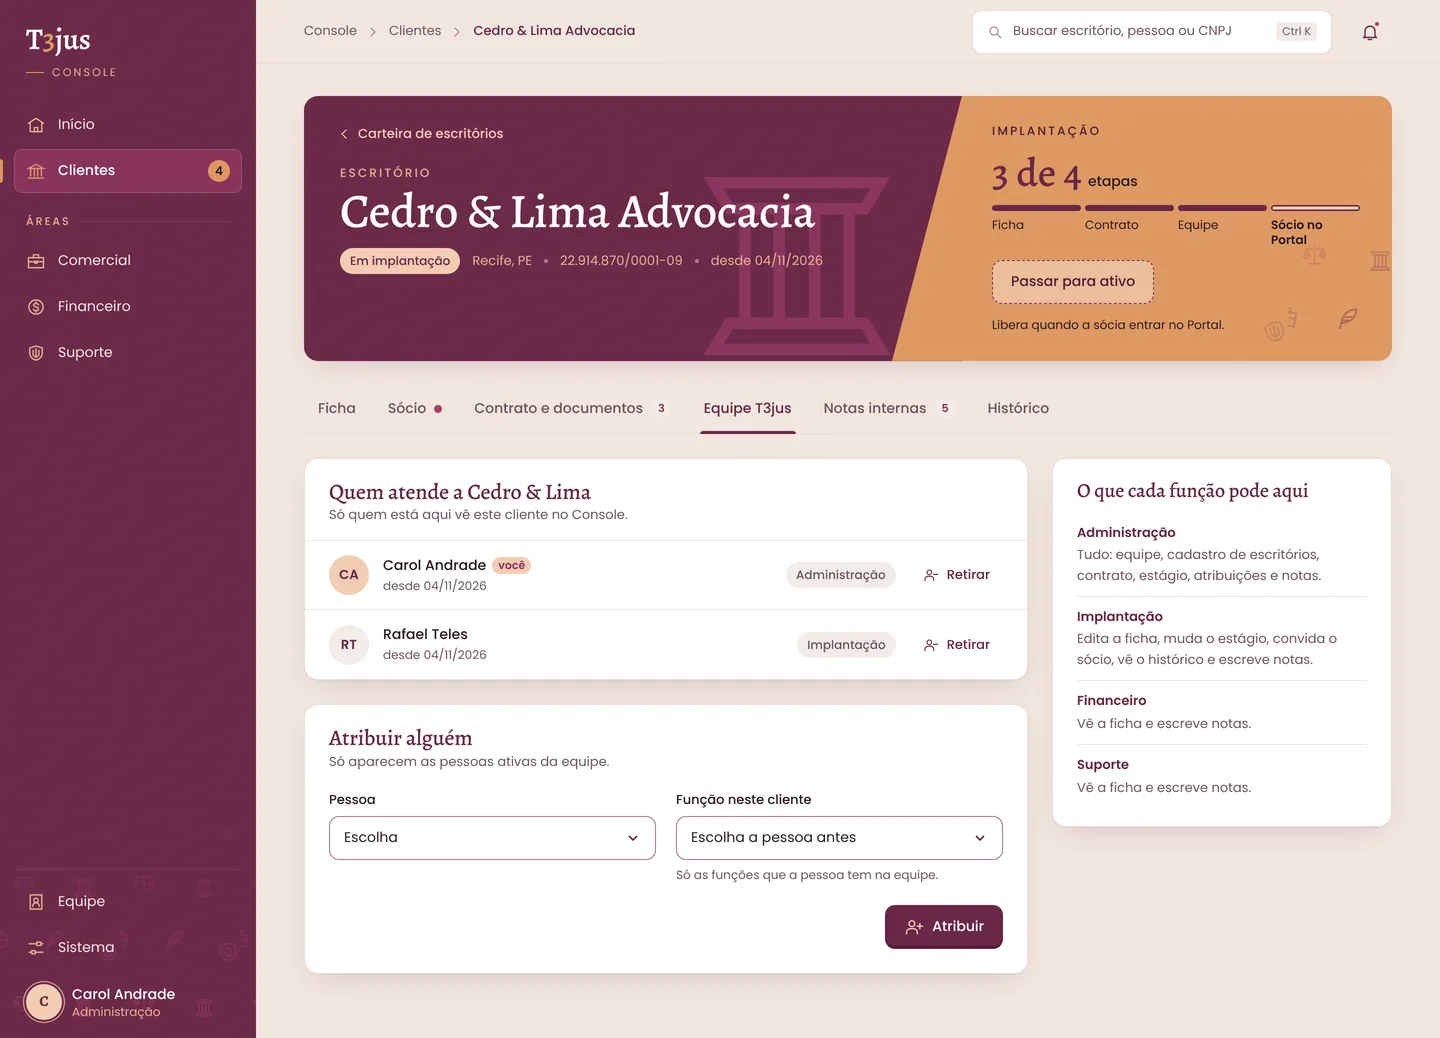 T3jus
CONSOLE
Início
Clientes
4
ÁREAS
Comercial
Financeiro
Suporte
Equipe
Sistema
C
Carol Andrade
Administração
Console
Clientes
Cedro & Lima Advocacia
Buscar escritório, pessoa ou CNPJ
Ctrl K
Carteira de escritórios
ESCRITÓRIO
Cedro & Lima Advocacia
Em implantação
Recife, PE • 22.914.870/0001-09 • desde 04/11/2026
IMPLANTAÇÃO
3 de 4 etapas
Ficha
Contrato
Equipe
Sócio no
Portal
Passar para ativo
Libera quando a sócia entrar no Portal.
Ficha
Sócio
Contrato e documentos 3
Equipe T3jus
Notas internas 5
Histórico
Quem atende a Cedro & Lima
Só quem está aqui vê este cliente no Console.
CA
Carol Andrade você
desde 04/11/2026
Administração
Retirar
RT
Rafael Teles
desde 04/11/2026
Implantação
Retirar
Atribuir alguém
Só aparecem as pessoas ativas da equipe.
Pessoa
Escolha
Função neste cliente
Escolha a pessoa antes
Só as funções que a pessoa tem na equipe.
Atribuir
O que cada função pode aqui
Administração
Tudo: equipe, cadastro de escritórios,
contrato, estágio, atribuições e notas.
Implantação
Edita a ficha, muda o estágio, convida o
sócio, vê o histórico e escreve notas.
Financeiro
Vê a ficha e escreve notas.
Suporte
Vê a ficha e escreve notas.